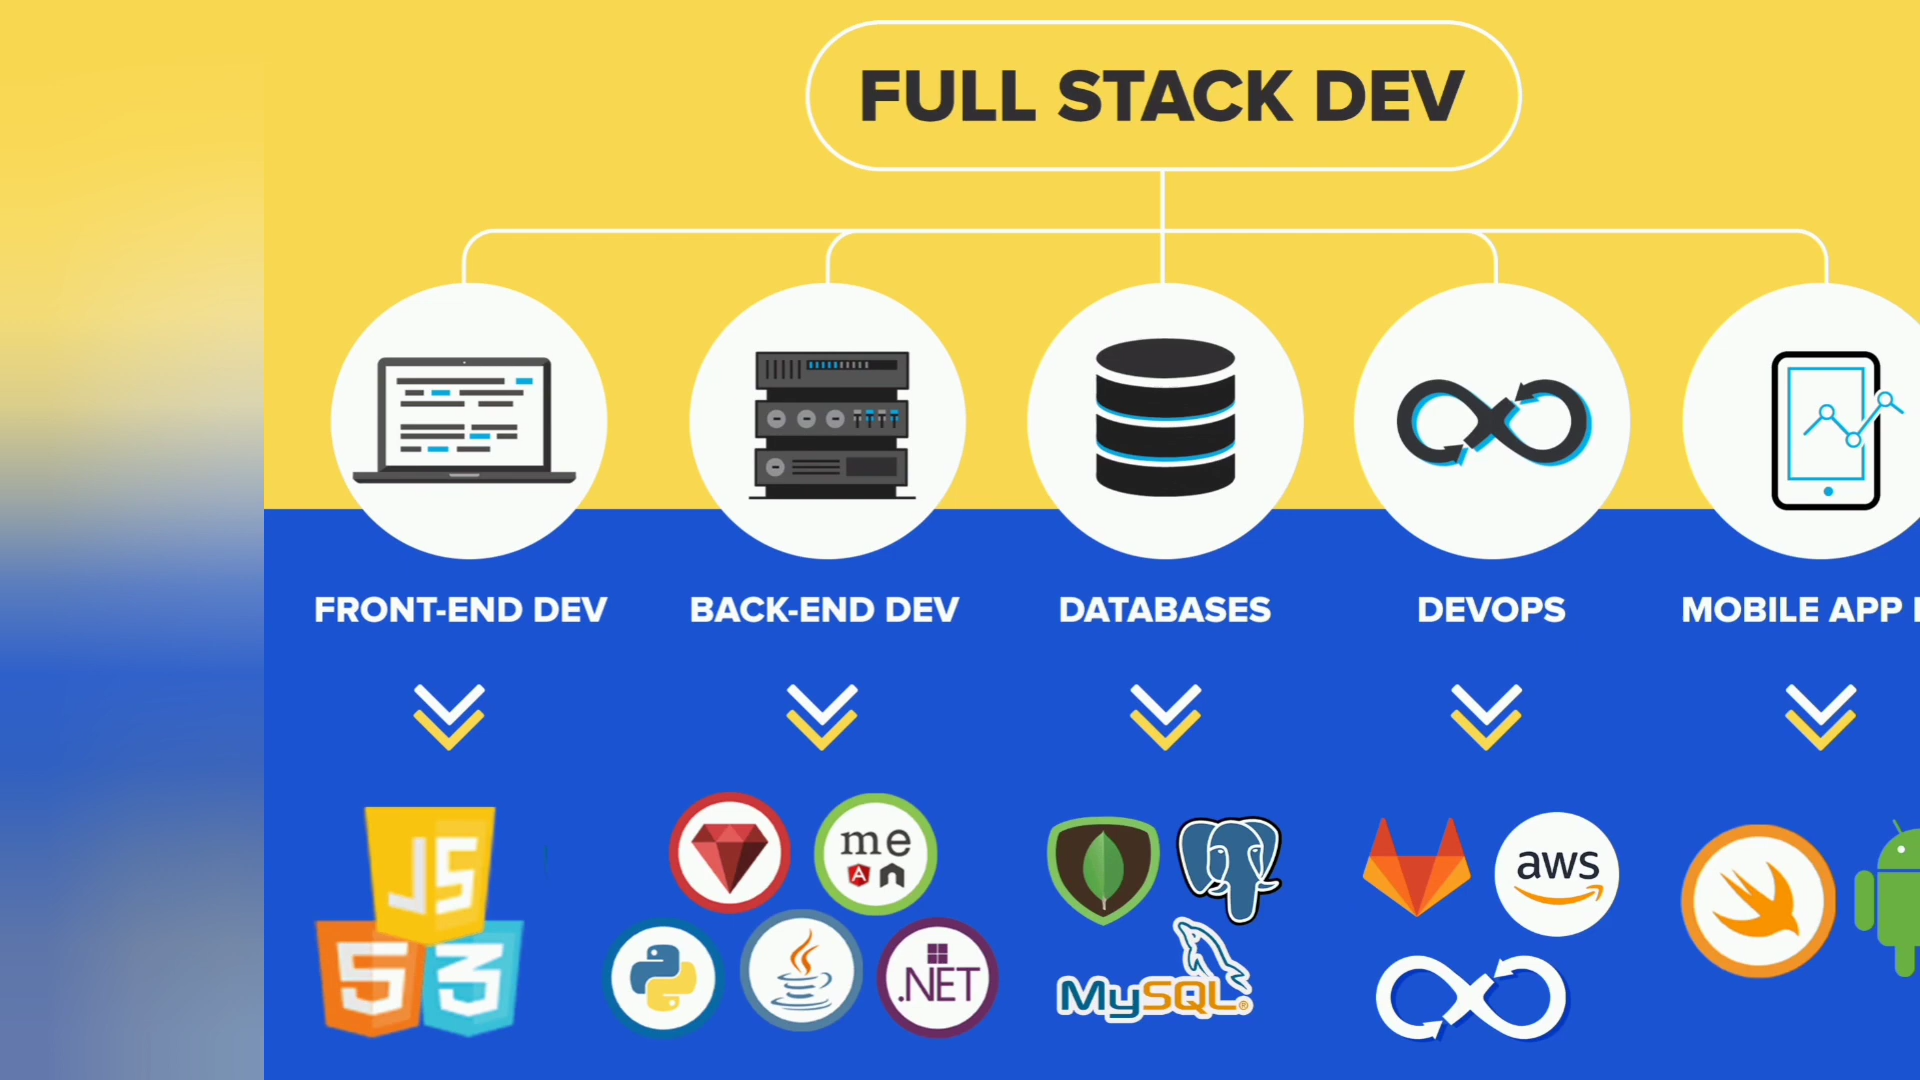 FULL STACK DEV
FRONT-END DEV
BACK-END DEV
DATABASES
DEVOPS
MOBILE APP
JS
5
3
me
A
.NET
MySQL®
aws